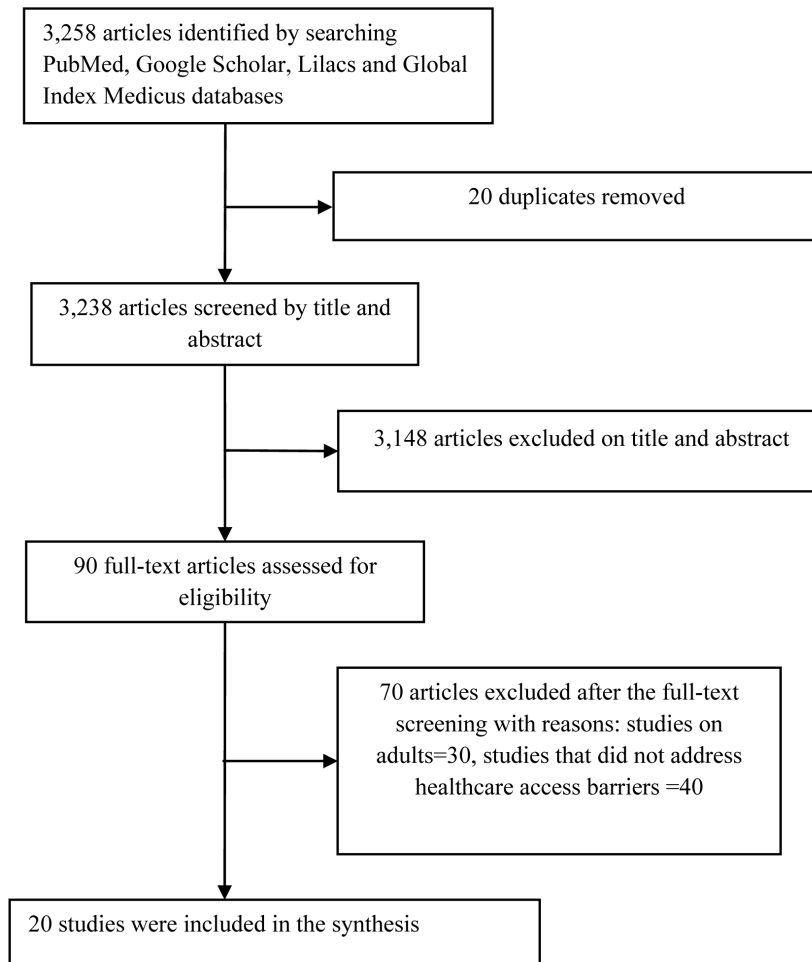 3,258 articles identified by searching
PubMed, Google Scholar, Lilacs and Global
Index Medicus databases
20 duplicates removed
3,238 articles screened by title and
abstract
3,148 articles excluded on title and abstract
90 full-text articles assessed for
eligibility
70 articles excluded after the full-text
screening with reasons: studies on
adults=30, studies that did not address
healthcare access barriers =40
20 studies were included in the synthesis